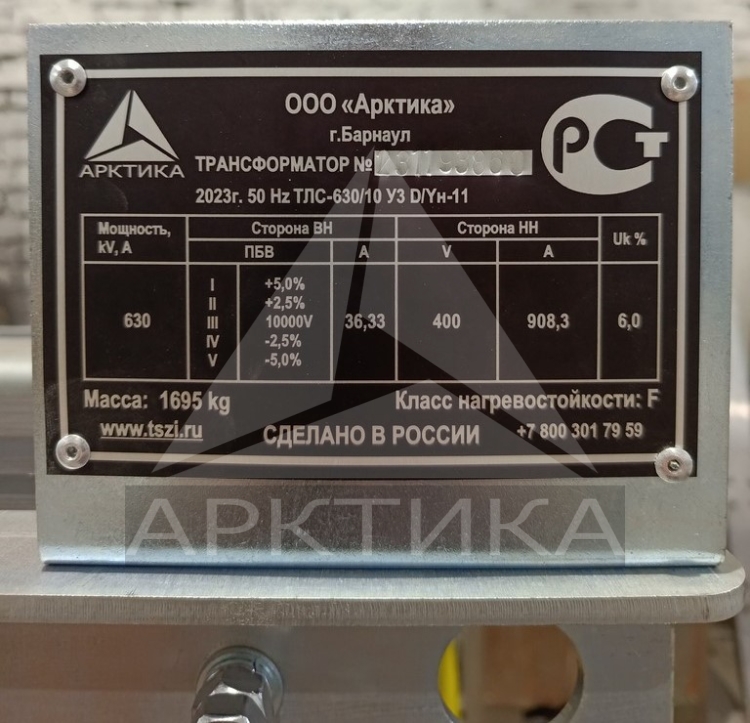 ООО «Арктика»
г.Барнаул
АРКТИКА
ТРАНСФОРМАТОР №
РСТ
2023г. 50 Hz ТЛС-630/10 У3 D/Yн-11
Мощность, kV, A
Сторона ВН
Сторона НН
Uk %
ПБВ
A
V
A
630
I +5,0%
II +2,5%
III 10000V
IV -2,5%
V -5,0%
36,33
400
908,3
6,0
Масса: 1695 kg
Класс нагревостойкости: F
www.tszi.ru
СДЕЛАНО В РОССИИ
+7 800 301 79 59
АРКТИКА